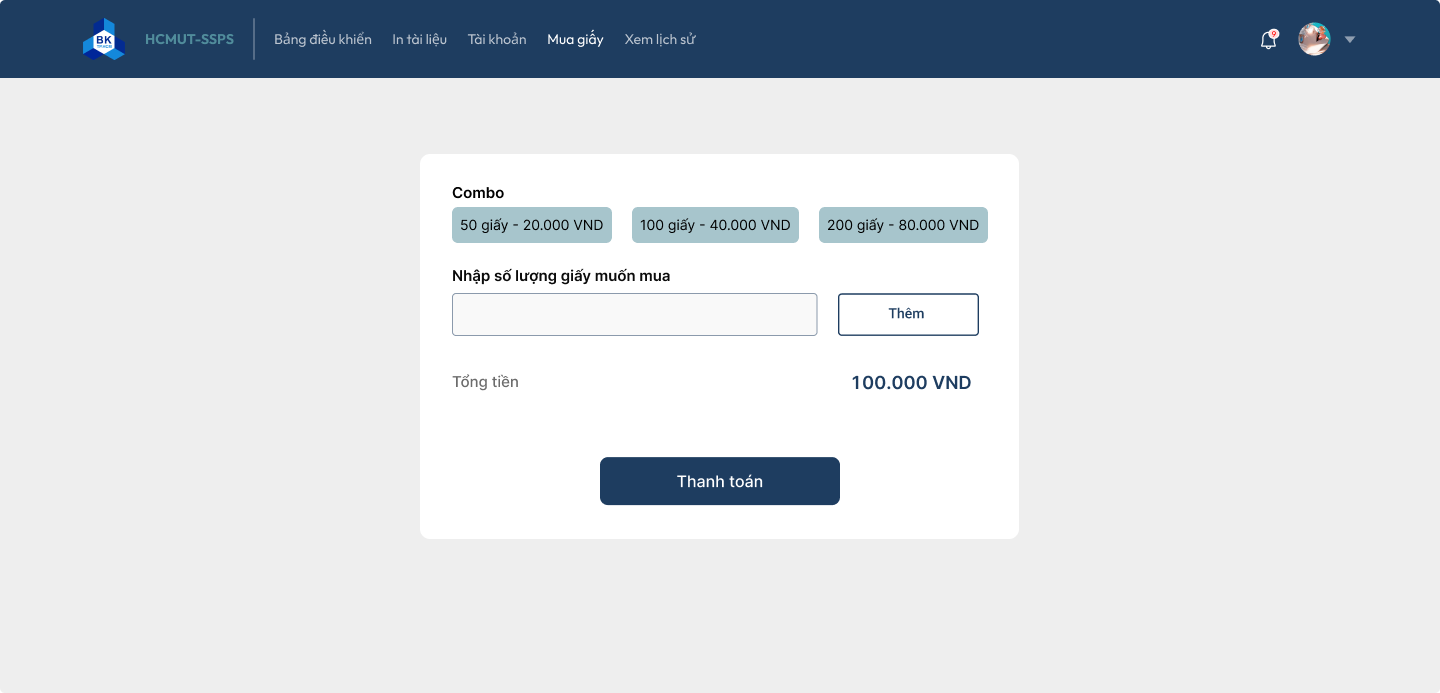 BK
TP.HCM
HCMUT-SSPS
Bảng điều khiển
In tài liệu
Tài khoản
Mua giấy
Xem lịch sử
Combo
50 giấy - 20.000 VND
100 giấy - 40.000 VND
200 giấy - 80.000 VND
Nhập số lượng giấy muốn mua
Thêm
Tổng tiền
100.000 VND
Thanh toán